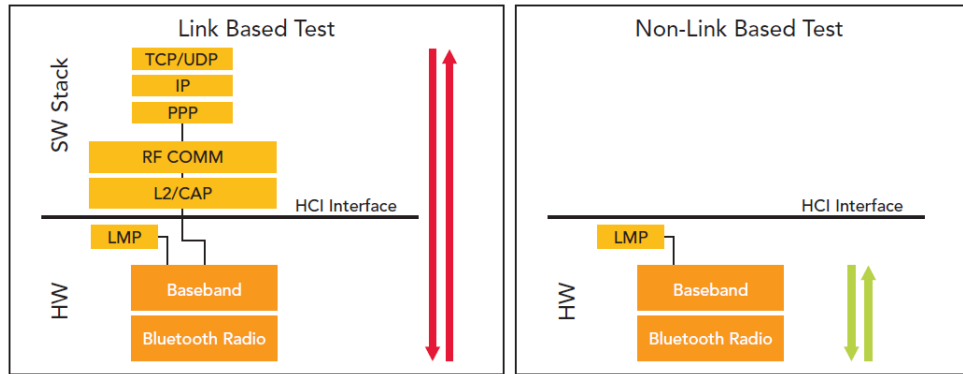 Link Based Test
SW Stack
TCP/UDP
IP
PPP
RF COMM
L2/CAP
HCI Interface
LMP
HW
Baseband
Bluetooth Radio
Non-Link Based Test
HCI Interface
LMP
HW
Baseband
Bluetooth Radio